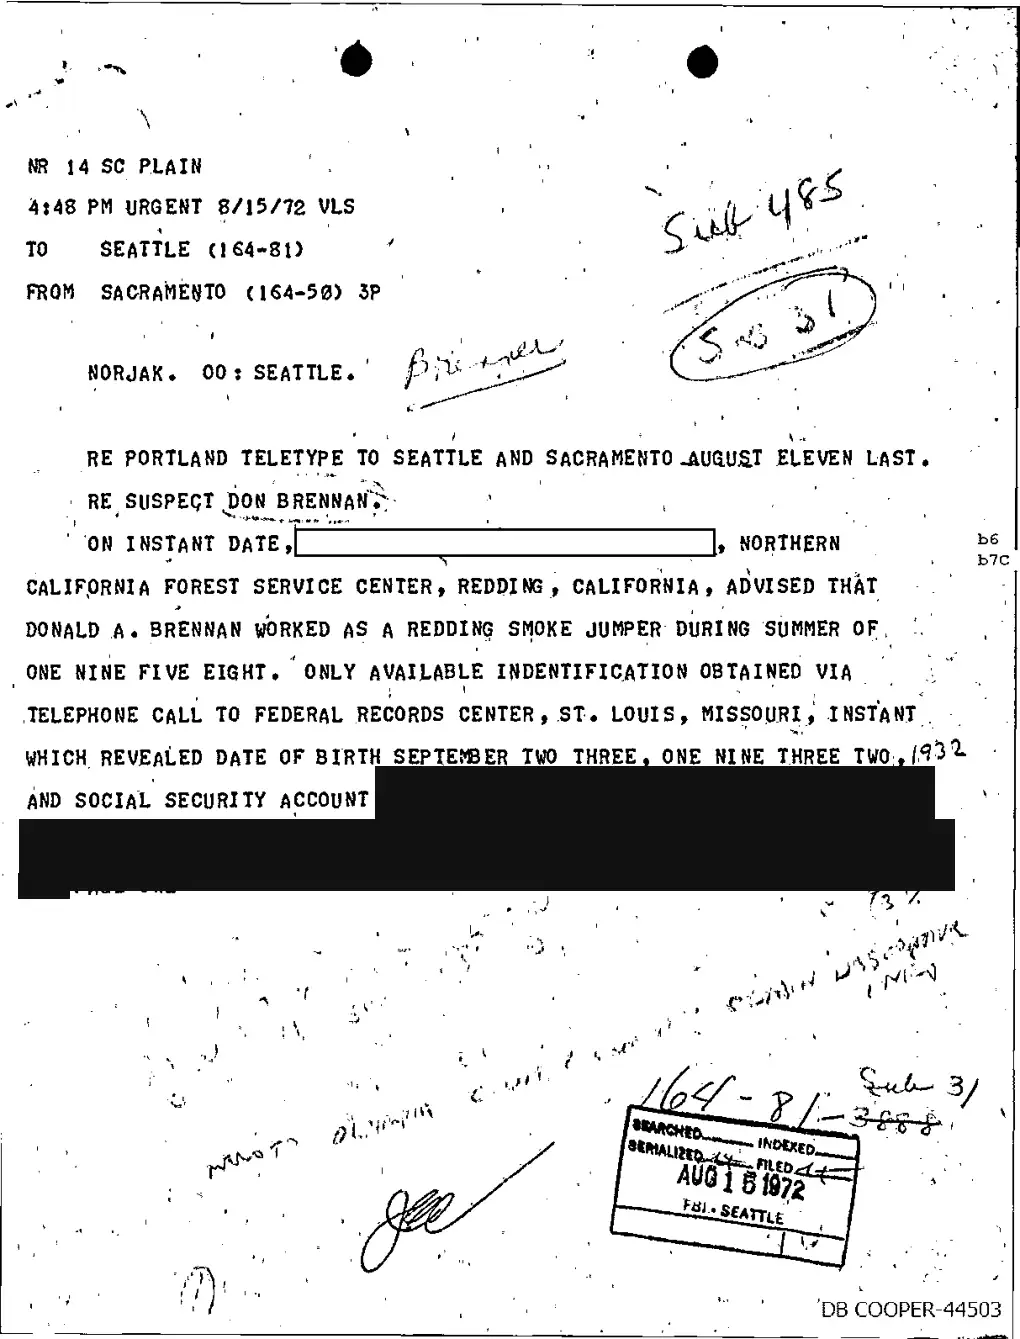 NR 14 SC PLAIN
4:48 PM URGENT 8/15/72 VLS
TO SEATTLE (164-81)
FROM SACRAMENTO (164-50) 3P
Sub 485
Sub 31
NORJAK. OO: SEATTLE.
Brennan
RE PORTLAND TELETYPE TO SEATTLE AND SACRAMENTO AUGUST ELEVEN LAST.
RE SUSPECT DON BRENNAN.
ON INSTANT DATE, , NORTHERN
b6
b7C
CALIFORNIA FOREST SERVICE CENTER, REDDING, CALIFORNIA, ADVISED THAT
DONALD A. BRENNAN WORKED AS A REDDING SMOKE JUMPER DURING SUMMER OF
ONE NINE FIVE EIGHT. ONLY AVAILABLE INDENTIFICATION OBTAINED VIA
TELEPHONE CALL TO FEDERAL RECORDS CENTER, ST. LOUIS, MISSOURI, INSTANT
WHICH REVEALED DATE OF BIRTH SEPTEMBER TWO THREE, ONE NINE THREE TWO, 1932
AND SOCIAL SECURITY ACCOUNT
obtain descriptive
info
164-81-3888 Sub 31
SEARCHED INDEXED
SERIALIZED FILED
AUG 15 1972
FBI - SEATTLE
DB COOPER-44503